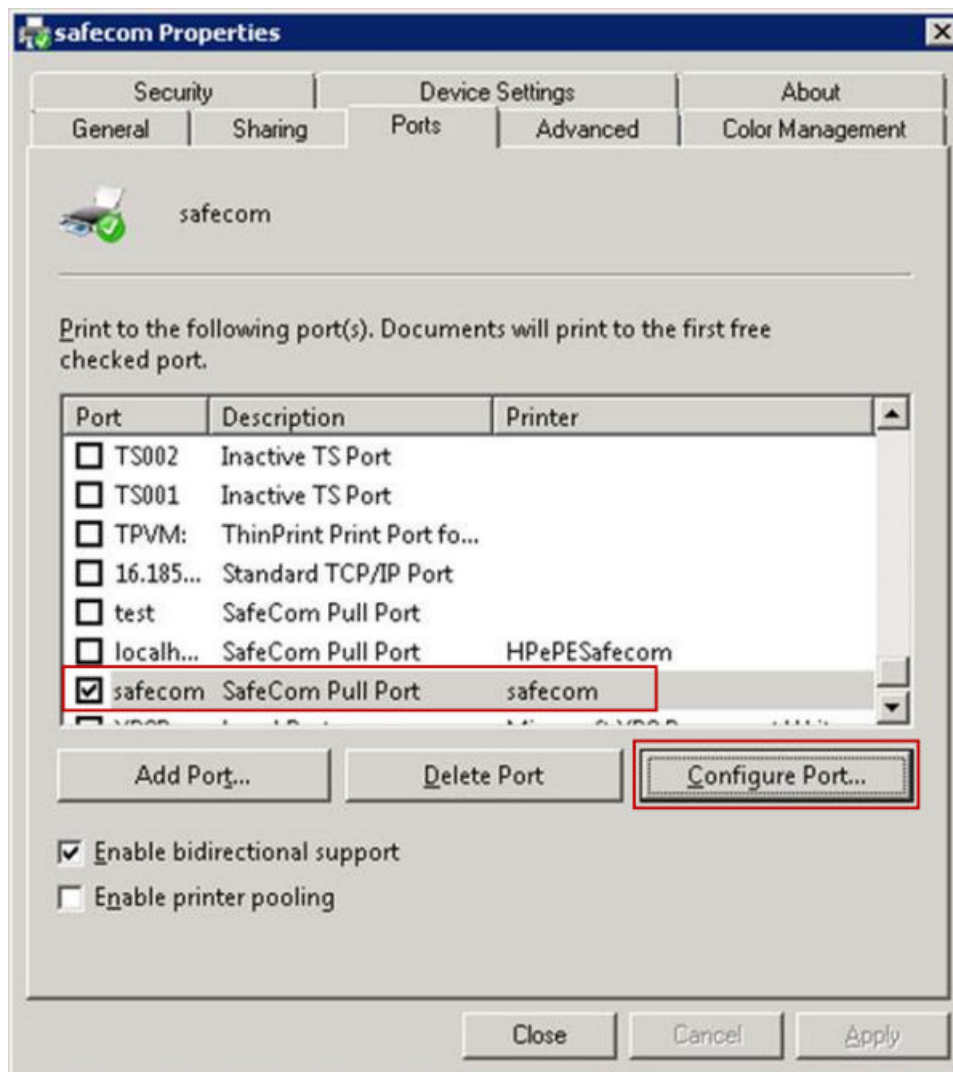 safecom Properties
Security Device Settings About
General Sharing Ports Advanced Color Management
safecom
Print to the following port(s). Documents will print to the first free
checked port.
Port Description Printer
TS002 Inactive TS Port
TS001 Inactive TS Port
TPVM: ThinPrint Print Port fo...
16.185... Standard TCP/IP Port
test SafeCom Pull Port
localh... SafeCom Pull Port HPePESafecom
safecom SafeCom Pull Port safecom
Add Port... Delete Port Configure Port...
Enable bidirectional support
Enable printer pooling
Close Cancel Apply